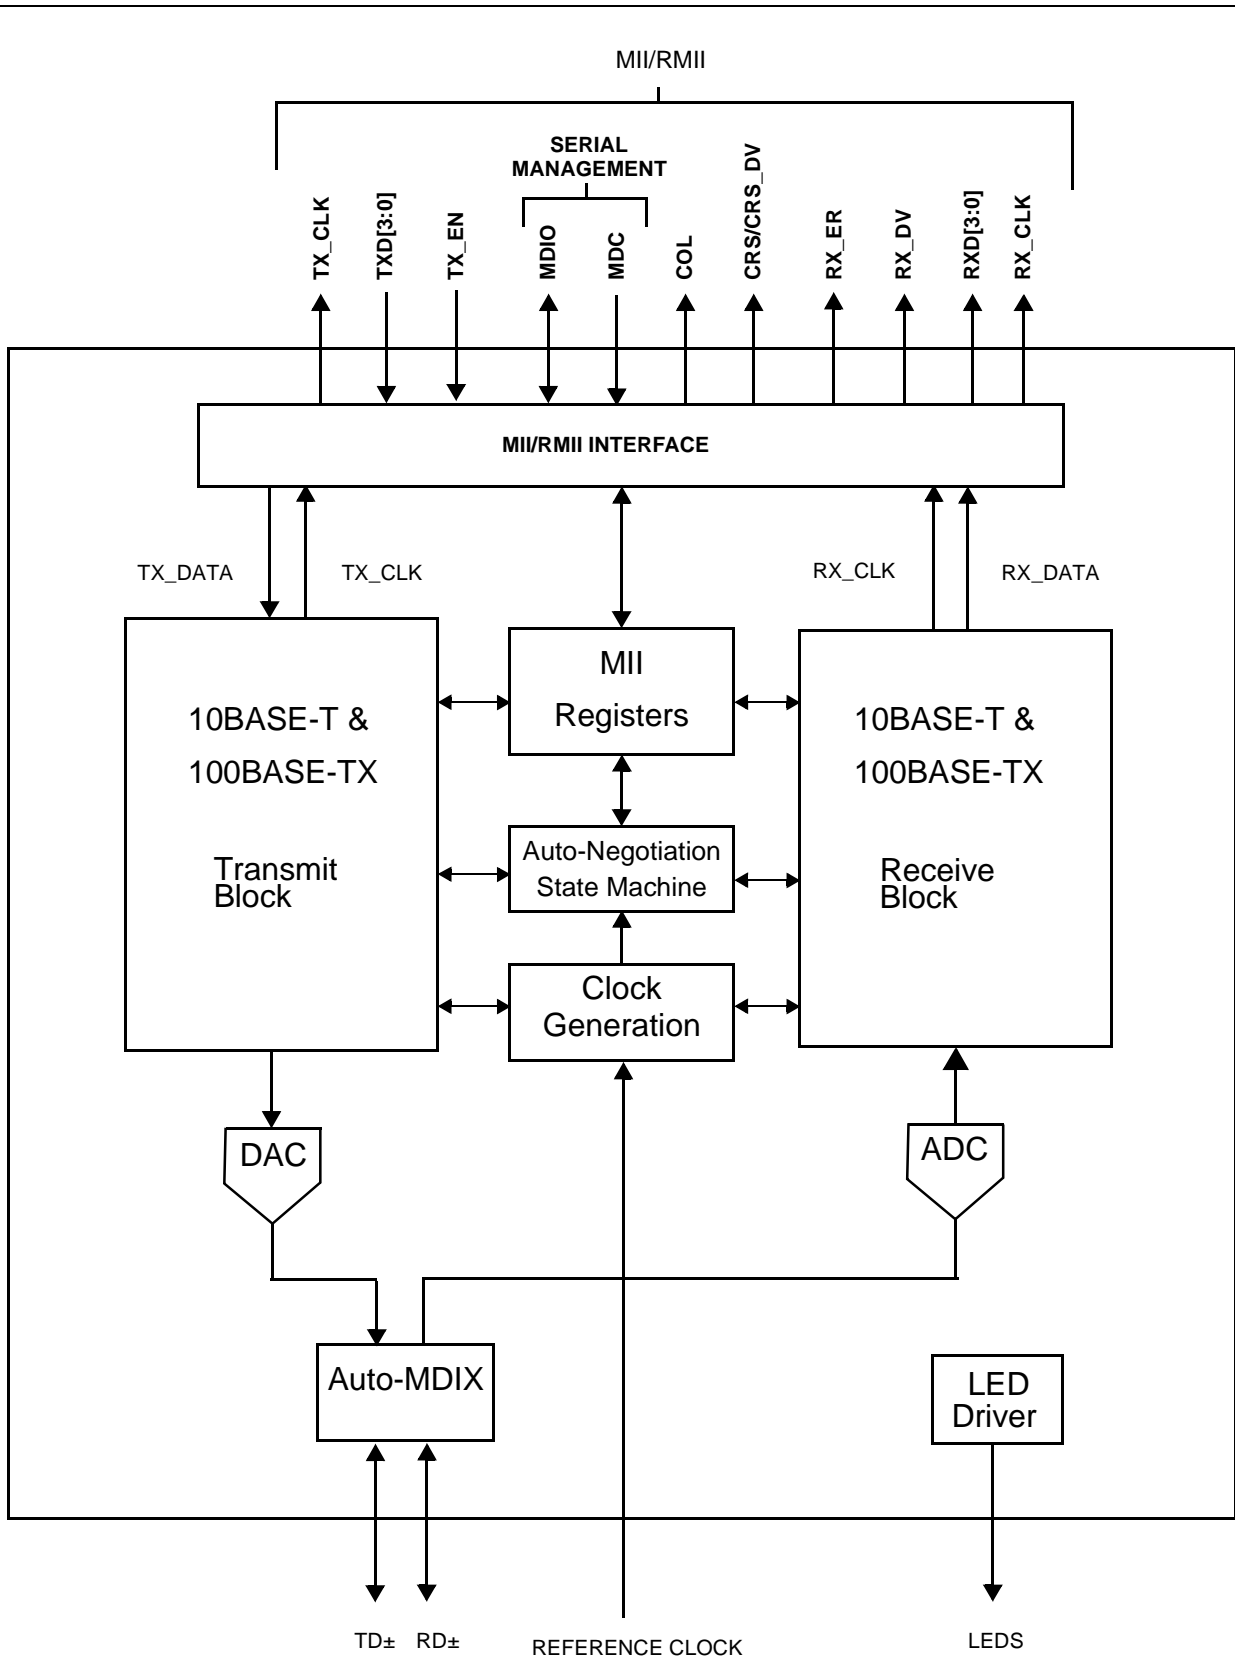 MII/RMII
SERIAL
MANAGEMENT
TX_CLK
TXD[3:0]
TX_EN
MDIO
MDC
COL
CRS/CRS_DV
RX_ER
RX_DV
RXD[3:0]
RX_CLK
MII/RMII INTERFACE
TX_DATA
TX_CLK
RX_CLK
RX_DATA
10BASE-T &
100BASE-TX
Transmit
Block
MII
Registers
Auto-Negotiation
State Machine
Clock
Generation
10BASE-T &
100BASE-TX
Receive
Block
DAC
ADC
Auto-MDIX
LED
Driver
TD±
RD±
REFERENCE CLOCK
LEDS